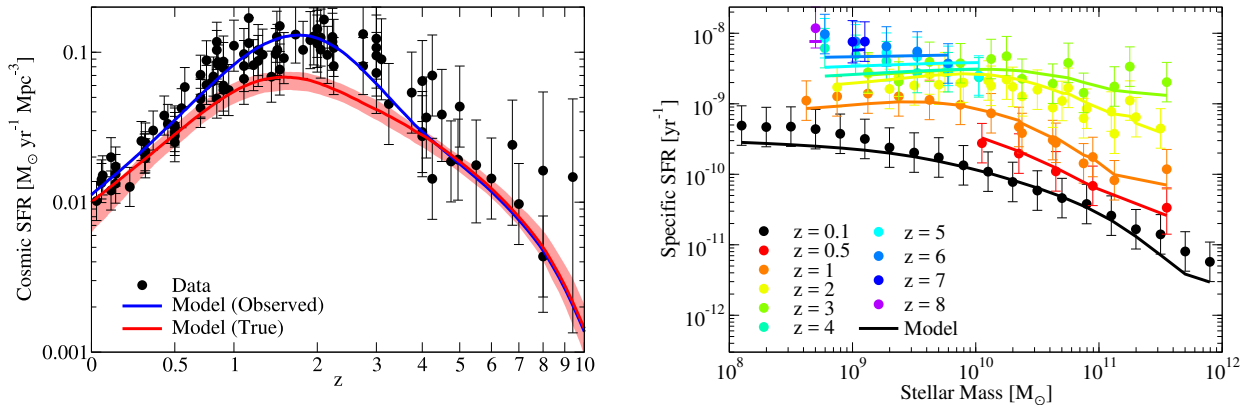 0.1
0.01
0.001
Cosmic SFR [M⊙ yr⁻¹ Mpc⁻³]
Data
Model (Observed)
Model (True)
0 0.5 1 2 3 4 5 6 7 8 9 10
z
10⁻⁸
10⁻⁹
10⁻¹⁰
10⁻¹¹
10⁻¹²
Specific SFR [yr⁻¹]
z = 0.1
z = 0.5
z = 1
z = 2
z = 3
z = 4
z = 5
z = 6
z = 7
z = 8
Model
10⁸ 10⁹ 10¹⁰ 10¹¹ 10¹²
Stellar Mass [M⊙]